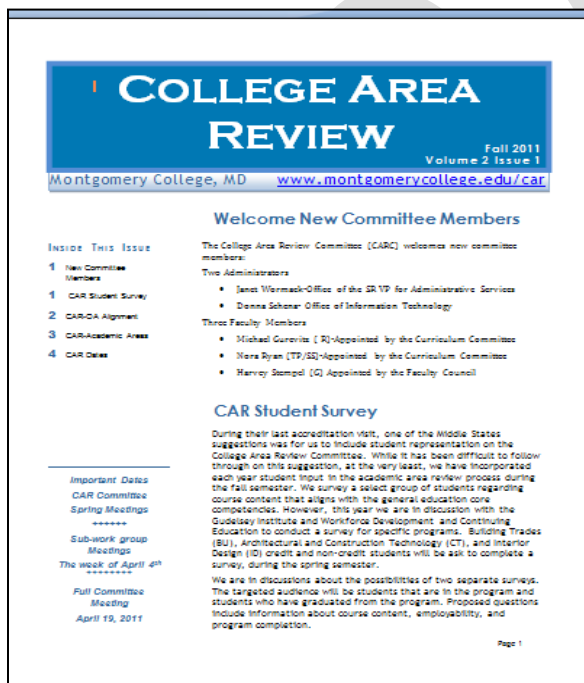 COLLEGE AREA
REVIEW
Fall 2011
Volume 2 Issue 1
Montgomery College, MD www.montgomerycollege.edu/car
Welcome New Committee Members
INSIDE THIS ISSUE
1 New Committee
Members
1 CAR Student Survey
2 CAR-OA Alignment
3 CAR-Academic Areas
4 CAR Dates
The College Area Review Committee (CARC) welcomes new committee
members:
Two Administrators
• Janet Wormack-Office of the SR VP for Administrative Services
• Donna Schena- Office of Information Technology
Three Faculty Members
• Michael Gurevitz ( R)-Appointed by the Curriculum Committee
• Nora Ryan (TP/SS)-Appointed by the Curriculum Committee
• Harvey Stempel (G) Appointed by the Faculty Council
CAR Student Survey
During their last accreditation visit, one of the Middle States
suggestions was for us to include student representation on the
College Area Review Committee. While it has been difficult to follow
through on this suggestion, at the very least, we have incorporated
each year student input in the academic area review process during
the fall semester. We survey a select group of students regarding
course content that aligns with the general education core
competencies. However, this year we are in discussion with the
Gudelsey Institute and Workforce Development and Continuing
Education to conduct a survey for specific programs. Building Trades
(BU), Architectural and Construction Technology (CT), and Interior
Design (ID) credit and non-credit students will be ask to complete a
survey, during the spring semester.
We are in discussions about the possibilities of two separate surveys.
The targeted audience will be students that are in the program and
students who have graduated from the program. Proposed questions
include information about course content, employability, and
program completion.
Important Dates
CAR Committee
Spring Meetings
++++++
Sub-work group
Meetings
The week of April 4th
********
Full Committee
Meeting
April 19, 2011
Page 1